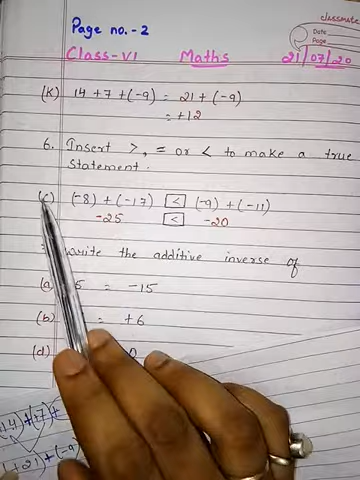 Page no. -2
classmate
Date
Page
Class-VI Maths 21/07/20
(K) 14 + 7 + (-9) = 21 + (-9)
= +12
6. Insert >, = or < to make a true
statement.
(c) (-8) + (-17) < (-9) + (-11)
-25 < -20
write the additive inverse of
(a) 5 = -15
(b) = +6
(d) 0